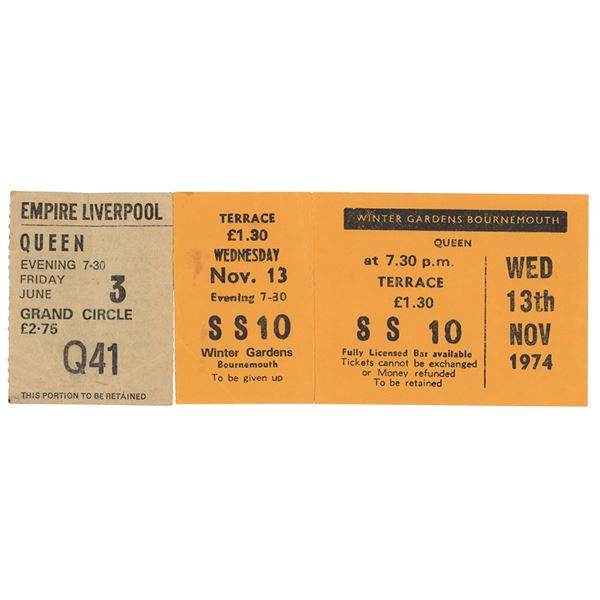 EMPIRE LIVERPOOL
QUEEN
EVENING 7-30
FRIDAY
JUNE 3
GRAND CIRCLE
£2·75
Q41
THIS PORTION TO BE RETAINED
TERRACE
£1.30
WEDNESDAY
Nov. 13
Evening 7-30
S S 10
Winter Gardens
Bournemouth
To be given up
WINTER GARDENS BOURNEMOUTH
QUEEN
at 7.30 p.m.
TERRACE
£1.30
S S 10
Fully Licensed Bar available
Tickets cannot be exchanged
or Money refunded
To be retained
WED
13th
NOV
1974